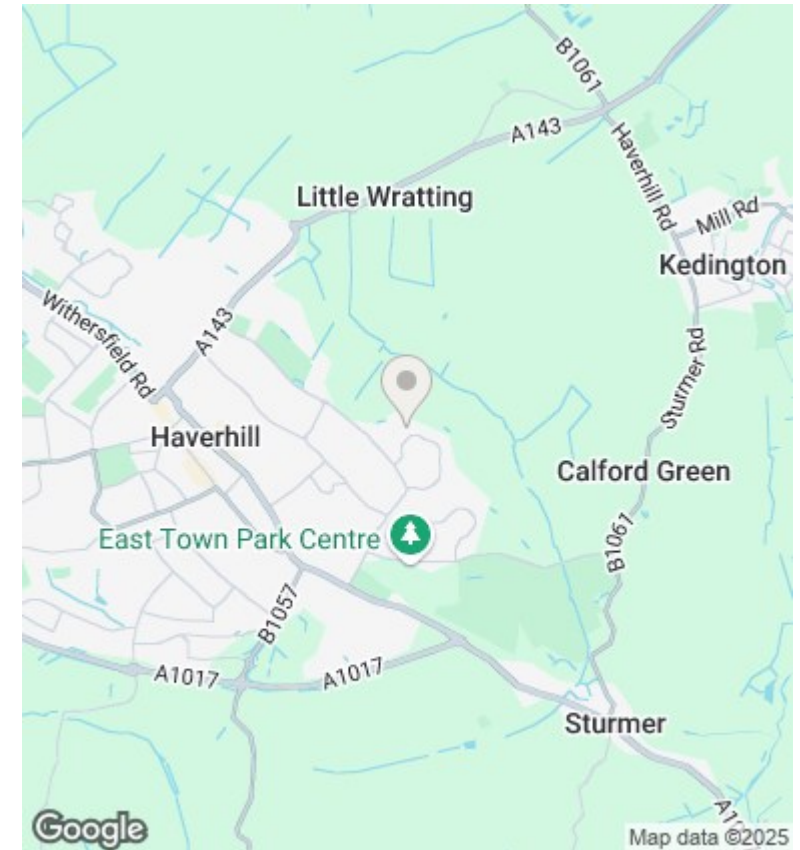 B1061
A143
Haverhill Rd
Little Wratting
Mill Rd
Kedington
Withersfield Rd
A143
Sturmer Rd
Haverhill
Calford Green
East Town Park Centre
B1061
B1057
A1017
A1017
Sturmer
Google
Map data ©2025